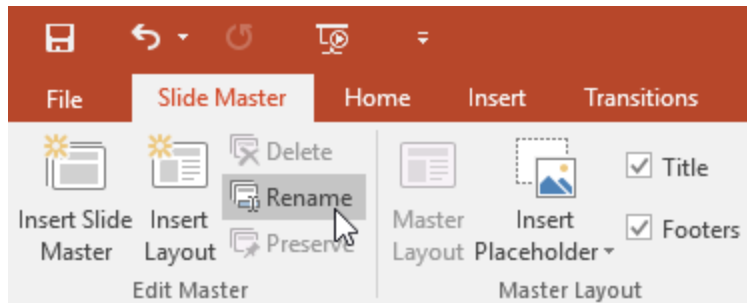 File Slide Master Home Insert Transitions
Insert Slide Master
Insert Layout
Delete
Rename
Preserve
Edit Master
Master Layout
Insert Placeholder
Title
Footers
Master Layout